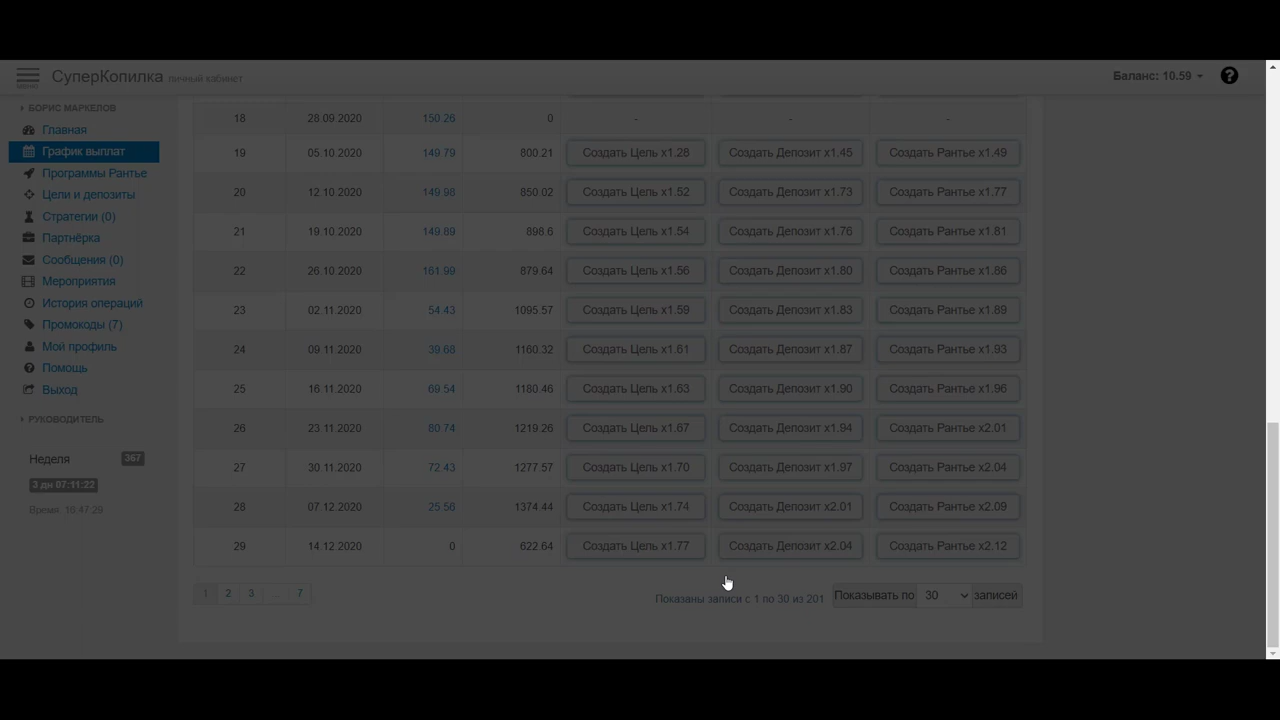 СуперКопилка личный кабинет
Баланс: 10.59
МЕНЮ
БОРИС МАРКЕЛОВ
Главная
График выплат
Программы Рантье
Цели и депозиты
Стратегии (0)
Партнёрка
Сообщения (0)
Мероприятия
История операций
Промокоды (7)
Мой профиль
Помощь
Выход
РУКОВОДИТЕЛЬ
Неделя 367
3 дн 07:11:22
Время: 10:47:29
18 28.09.2020 150.26 0 - - -
19 05.10.2020 149.79 800.21 Создать Цель x1.28 Создать Депозит x1.45 Создать Рантье x1.49
20 12.10.2020 149.98 850.02 Создать Цель x1.52 Создать Депозит x1.73 Создать Рантье x1.77
21 19.10.2020 149.89 898.6 Создать Цель x1.54 Создать Депозит x1.76 Создать Рантье x1.81
22 26.10.2020 161.99 879.64 Создать Цель x1.56 Создать Депозит x1.80 Создать Рантье x1.86
23 02.11.2020 54.43 1095.57 Создать Цель x1.59 Создать Депозит x1.83 Создать Рантье x1.89
24 09.11.2020 39.68 1160.32 Создать Цель x1.61 Создать Депозит x1.87 Создать Рантье x1.93
25 16.11.2020 69.54 1180.46 Создать Цель x1.63 Создать Депозит x1.90 Создать Рантье x1.96
26 23.11.2020 80.74 1219.26 Создать Цель x1.67 Создать Депозит x1.94 Создать Рантье x2.01
27 30.11.2020 72.43 1277.57 Создать Цель x1.70 Создать Депозит x1.97 Создать Рантье x2.04
28 07.12.2020 25.56 1374.44 Создать Цель x1.74 Создать Депозит x2.01 Создать Рантье x2.09
29 14.12.2020 0 622.64 Создать Цель x1.77 Создать Депозит x2.04 Создать Рантье x2.12
1 2 3 ... 7
Показаны записи с 1 по 30 из 201
Показывать по 30 записей